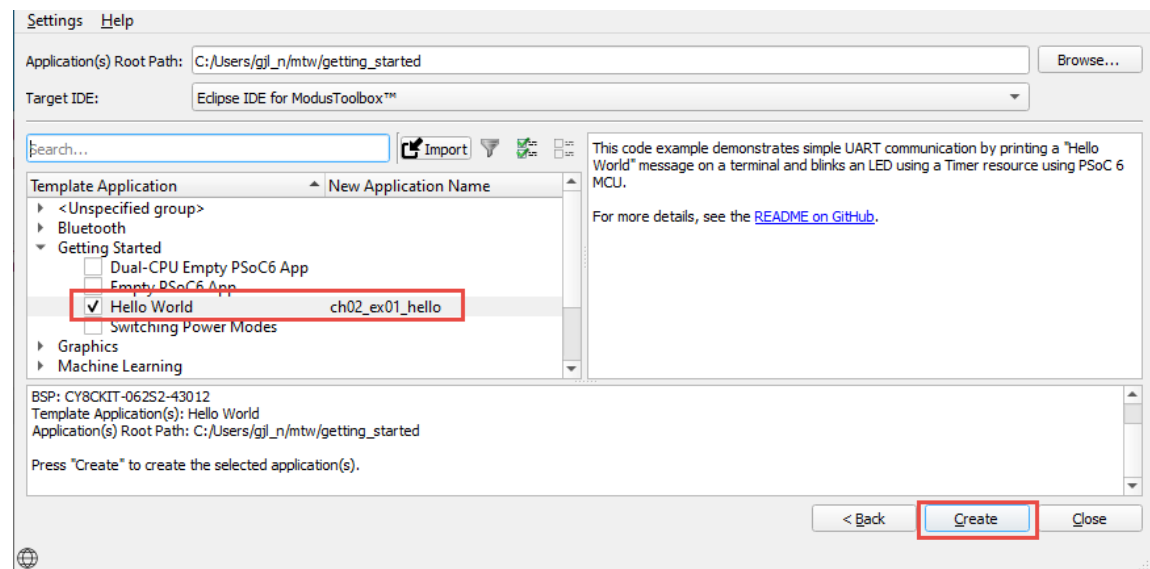 Settings Help
Application(s) Root Path: C:/Users/gjl_n/mtw/getting_started Browse...
Target IDE: Eclipse IDE for ModusToolbox™
Search... Import
Template Application New Application Name
<Unspecified group>
Bluetooth
Getting Started
Dual-CPU Empty PSoC6 App
Empty PSoC6 App
Hello World ch02_ex01_hello
Switching Power Modes
Graphics
Machine Learning
This code example demonstrates simple UART communication by printing a "Hello
World" message on a terminal and blinks an LED using a Timer resource using PSoC 6
MCU.
For more details, see the README on GitHub.
BSP: CY8CKIT-062S2-43012
Template Application(s): Hello World
Application(s) Root Path: C:/Users/gjl_n/mtw/getting_started
Press "Create" to create the selected application(s).
< Back Create Close